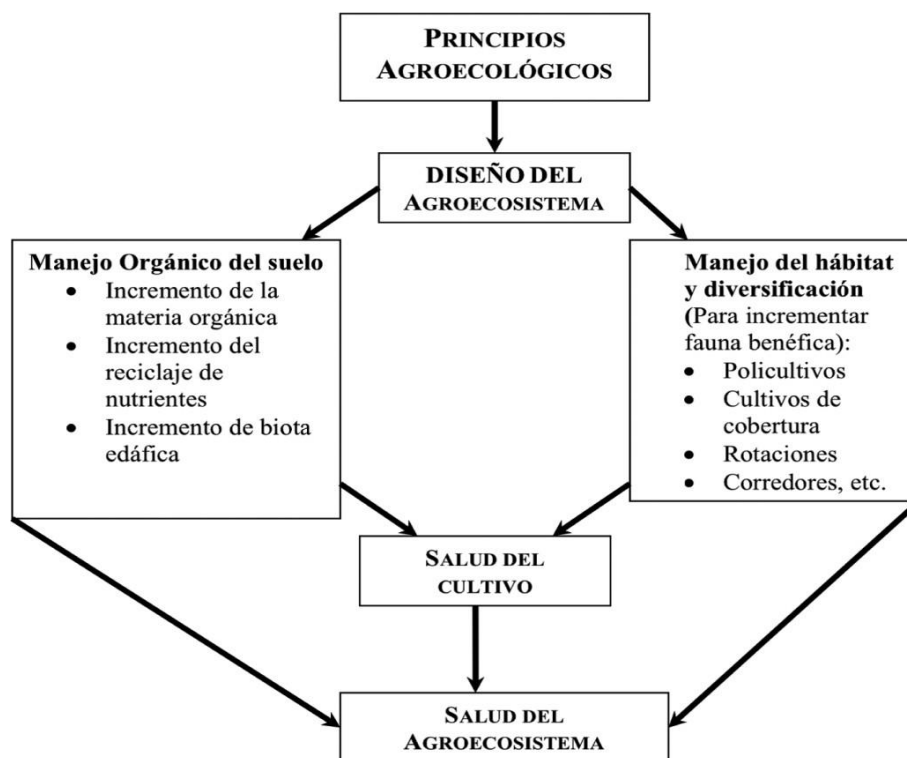 PRINCIPIOS
AGROECOLÓGICOS
DISEÑO DEL
AGROECOSISTEMA
Manejo Orgánico del suelo
• Incremento de la
materia orgánica
• Incremento del
reciclaje de
nutrientes
• Incremento de biota
edáfica
Manejo del hábitat
y diversificación
(Para incrementar
fauna benéfica):
• Policultivos
• Cultivos de
cobertura
• Rotaciones
• Corredores, etc.
SALUD DEL
CULTIVO
SALUD DEL
AGROECOSISTEMA